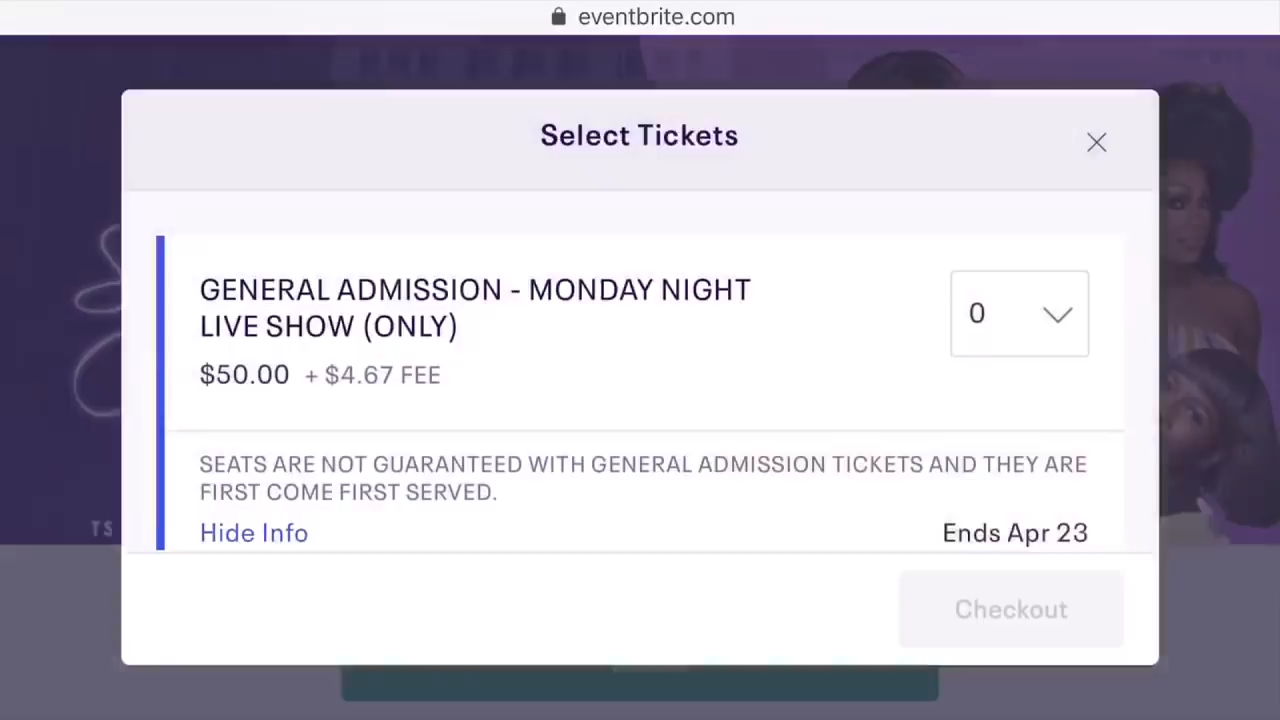 eventbrite.com
Select Tickets
GENERAL ADMISSION - MONDAY NIGHT
LIVE SHOW (ONLY)
0
$50.00 + $4.67 FEE
SEATS ARE NOT GUARANTEED WITH GENERAL ADMISSION TICKETS AND THEY ARE
FIRST COME FIRST SERVED.
Hide Info
Ends Apr 23
TS
Checkout